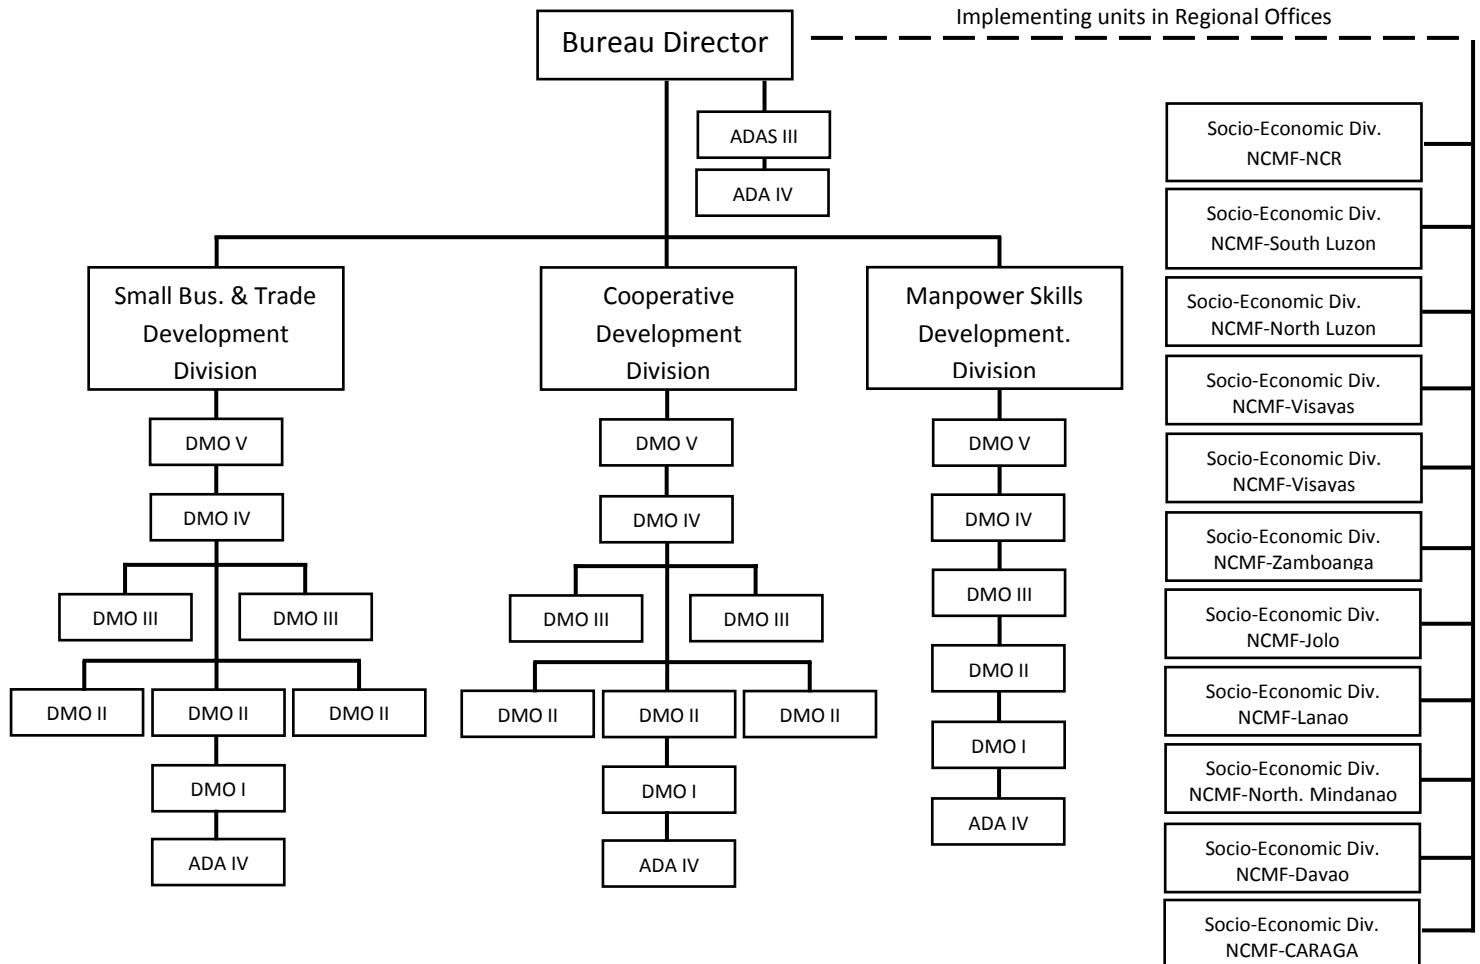 Implementing units in Regional Offices
Bureau Director
ADAS III
ADA IV
Small Bus. & Trade
Development
Division
Cooperative
Development
Division
Manpower Skills
Development.
Division
DMO V
DMO V
DMO V
DMO IV
DMO IV
DMO IV
DMO III
DMO III
DMO III
DMO III
DMO III
DMO II
DMO II
DMO II
DMO II
DMO II
DMO II
DMO II
DMO I
DMO I
DMO I
ADA IV
ADA IV
ADA IV
Socio-Economic Div.
NCMF-NCR
Socio-Economic Div.
NCMF-South Luzon
Socio-Economic Div.
NCMF-North Luzon
Socio-Economic Div.
NCMF-Visayas
Socio-Economic Div.
NCMF-Visayas
Socio-Economic Div.
NCMF-Zamboanga
Socio-Economic Div.
NCMF-Jolo
Socio-Economic Div.
NCMF-Lanao
Socio-Economic Div.
NCMF-North. Mindanao
Socio-Economic Div.
NCMF-Davao
Socio-Economic Div.
NCMF-CARAGA